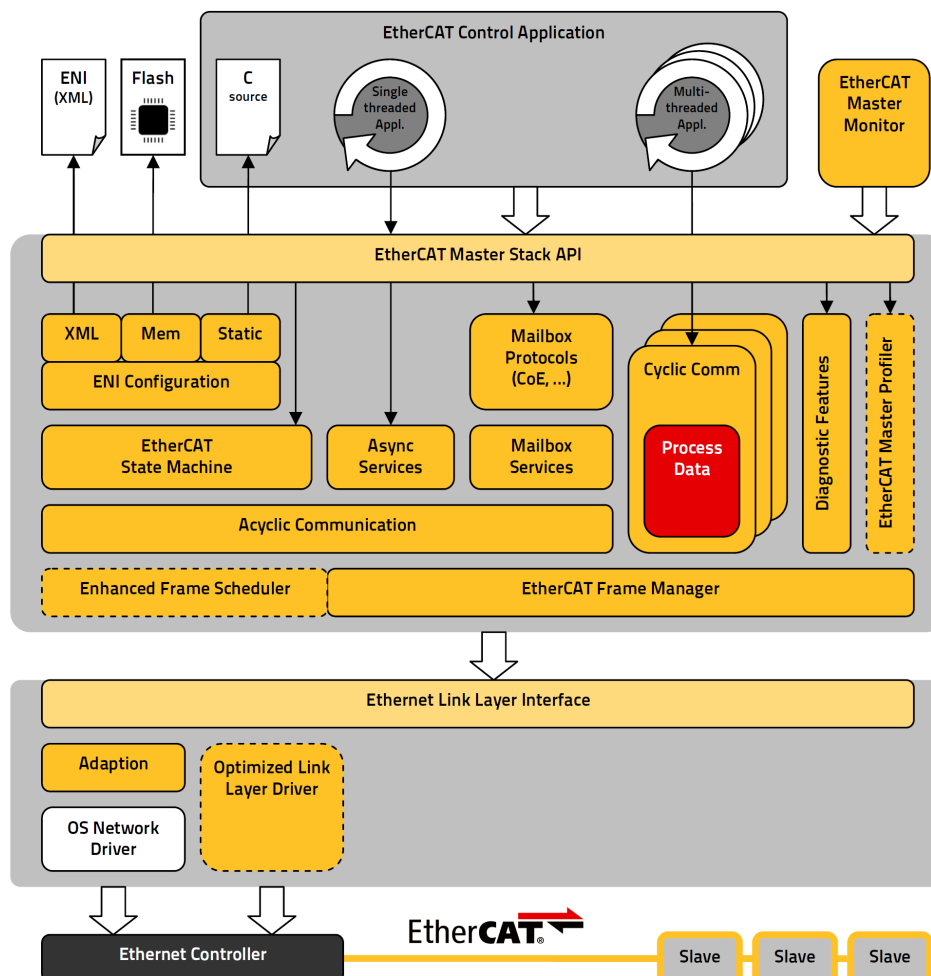 EtherCAT Control Application
ENI
(XML)
Flash
C
source
Single
threaded
Appl.
Multi-
threaded
Appl.
EtherCAT
Master
Monitor
EtherCAT Master Stack API
XML
Mem
Static
ENI Configuration
Mailbox
Protocols
(CoE, ...)
Cyclic Comm
Process
Data
Diagnostic Features
EtherCAT Master Profiler
EtherCAT
State Machine
Async
Services
Mailbox
Services
Acyclic Communication
Enhanced Frame Scheduler
EtherCAT Frame Manager
Ethernet Link Layer Interface
Adaption
Optimized Link
Layer Driver
OS Network
Driver
Ethernet Controller
EtherCAT®
Slave
Slave
Slave